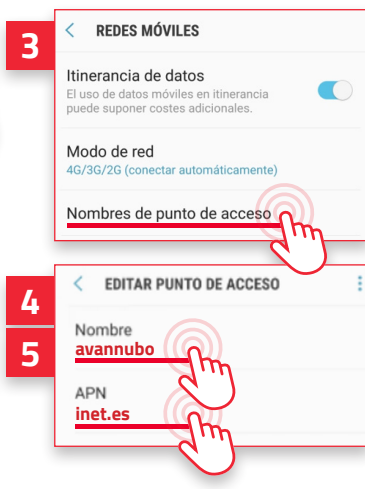 3
REDES MÓVILES
Itinerancia de datos
El uso de datos móviles en itinerancia
puede suponer costes adicionales.
Modo de red
4G/3G/2G (conectar automáticamente)
Nombres de punto de acceso
4
EDITAR PUNTO DE ACCESO
5
Nombre
avannubo
APN
inet.es